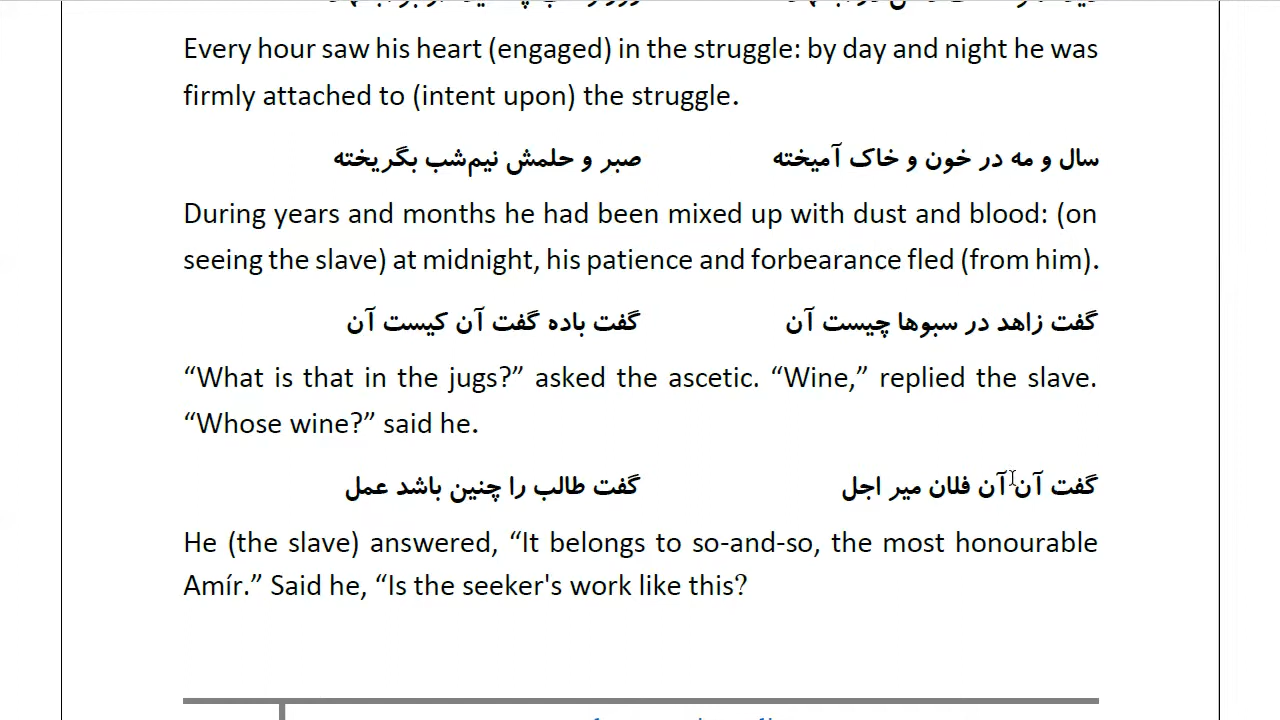 Every hour saw his heart (engaged) in the struggle: by day and night he was
firmly attached to (intent upon) the struggle.
سال و مه در خون و خاک آمیخته صبر و حلمش نیم‌شب بگریخته
During years and months he had been mixed up with dust and blood: (on
seeing the slave) at midnight, his patience and forbearance fled (from him).
گفت زاهد در سبوها چیست آن گفت باده گفت آن کیست آن
“What is that in the jugs?” asked the ascetic. “Wine,” replied the slave.
“Whose wine?” said he.
گفت آن آن فلان میر اجل گفت طالب را چنین باشد عمل
He (the slave) answered, “It belongs to so-and-so, the most honourable
Amír.” Said he, “Is the seeker's work like this?